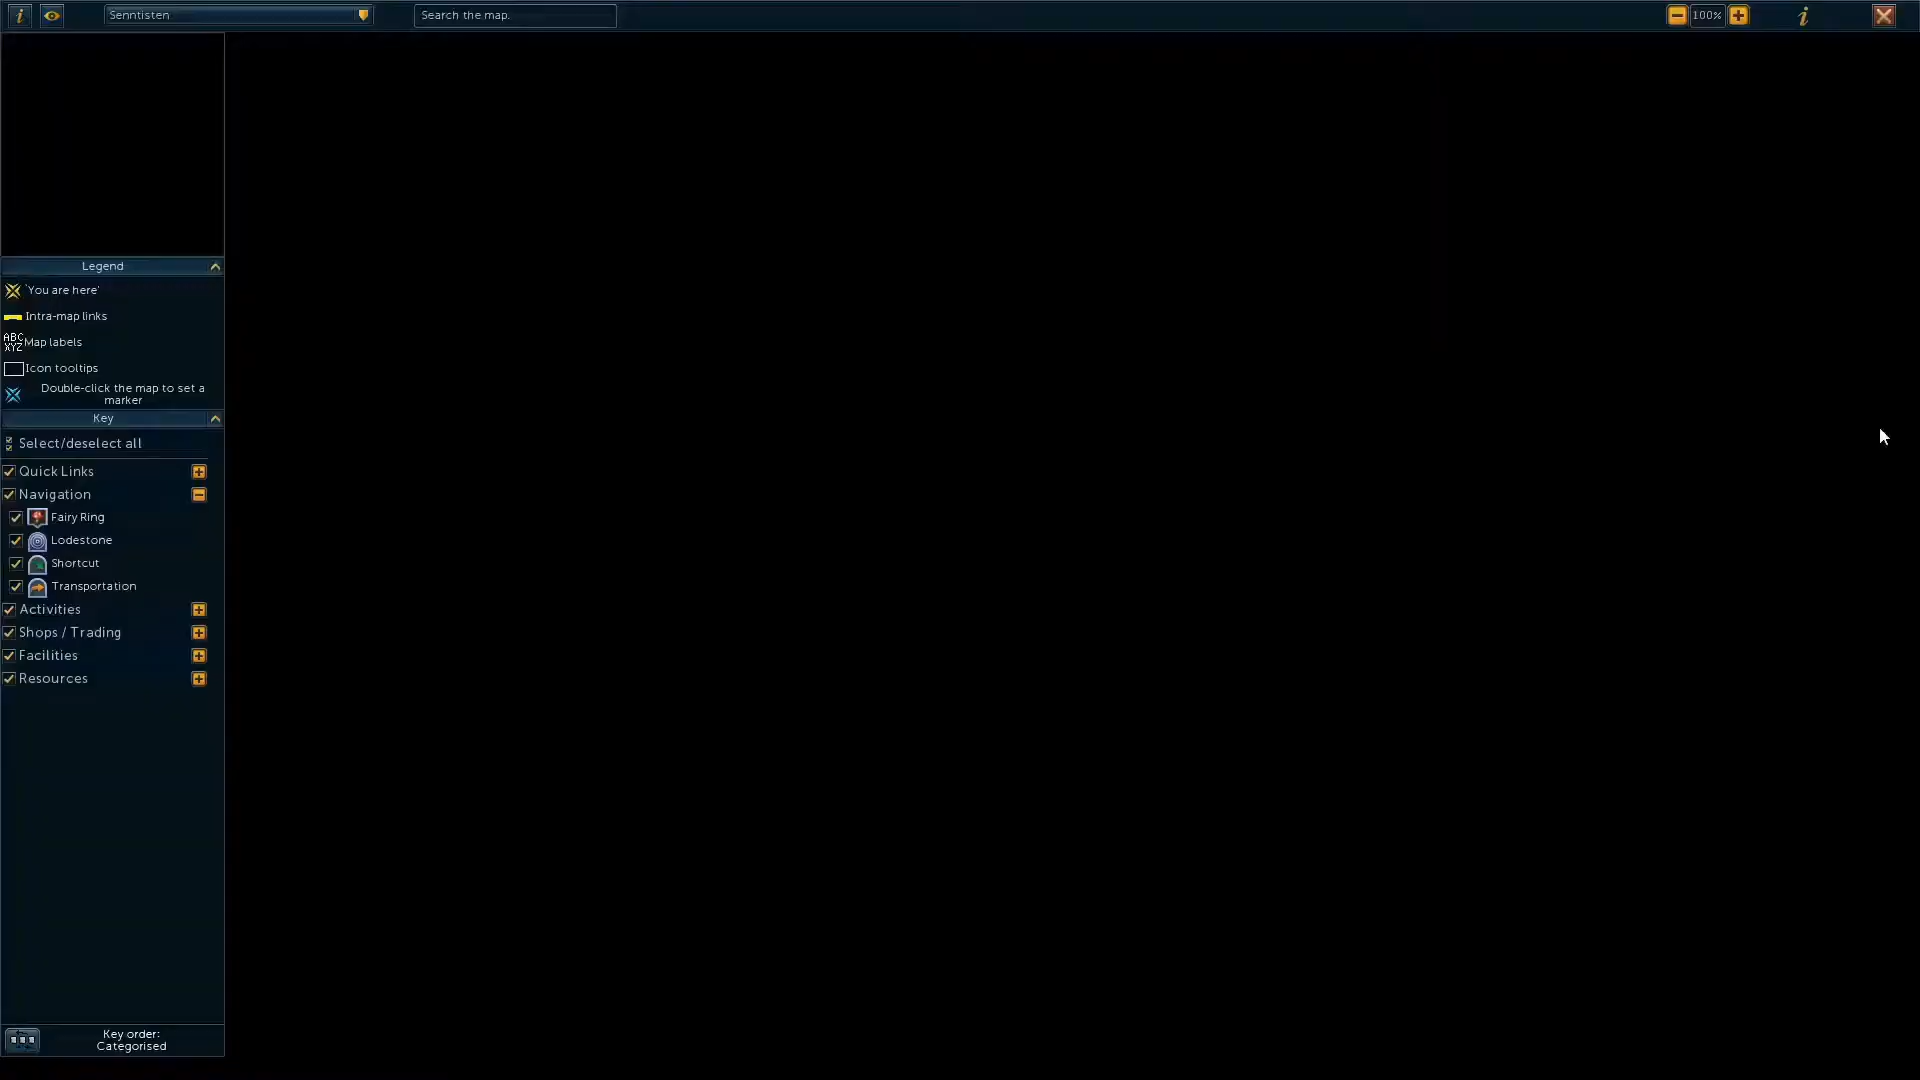 Senntisten
Search the map.
100%
Legend
'You are here'
Intra-map links
ABC
XYZ
Map labels
Icon tooltips
Double-click the map to set a
marker
Key
Select/deselect all
Quick Links
Navigation
Fairy Ring
Lodestone
Shortcut
Transportation
Activities
Shops / Trading
Facilities
Resources
Key order:
Categorised